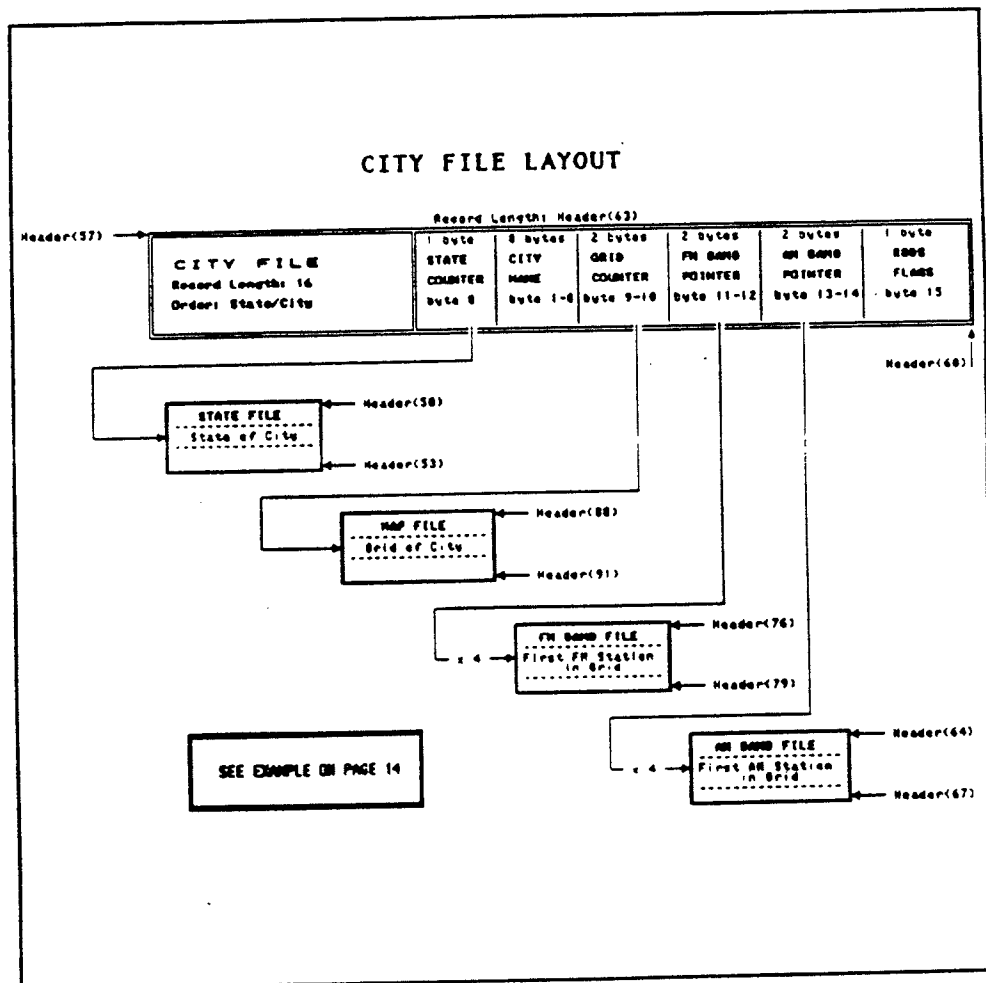 CITY FILE LAYOUT
Record Length: Header(63)
Header(57)
CITY FILE
Record Length: 16
Order: State/City
1 byte
STATE
COUNTER
byte 0
8 bytes
CITY
NAME
byte 1-8
2 bytes
GRID
COUNTER
byte 9-10
2 bytes
FM BAND
POINTER
byte 11-12
2 bytes
AM BAND
POINTER
byte 13-14
1 byte
FLAGS
byte 15
Header(60)
STATE FILE
State of City
Header(50)
Header(53)
MAP FILE
Grid of City
Header(88)
Header(91)
FM BAND FILE
First FM Station
in Grid
x 4
Header(76)
Header(79)
AM BAND FILE
First AM Station
in Grid
x 4
Header(64)
Header(67)
SEE EXAMPLE ON PAGE 14